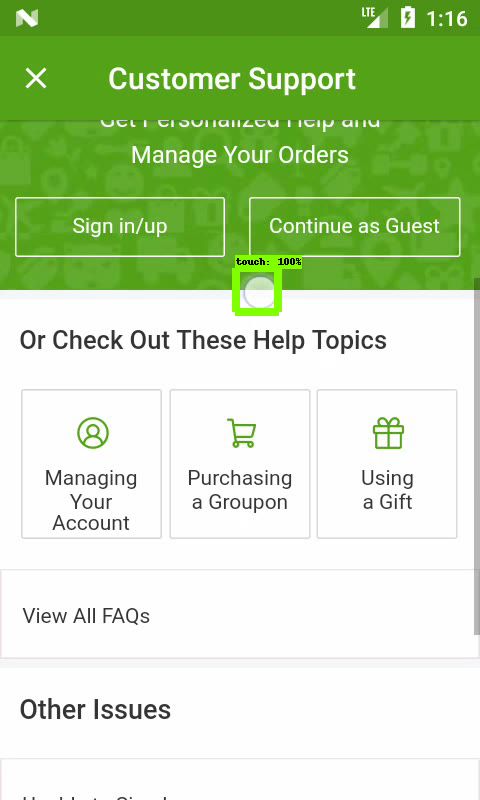 LTE 1:16
Customer Support
Get Personalized Help and
Manage Your Orders
Sign in/up
Continue as Guest
touch: 100%
Or Check Out These Help Topics
Managing
Your
Account
Purchasing
a Groupon
Using
a Gift
View All FAQs
Other Issues